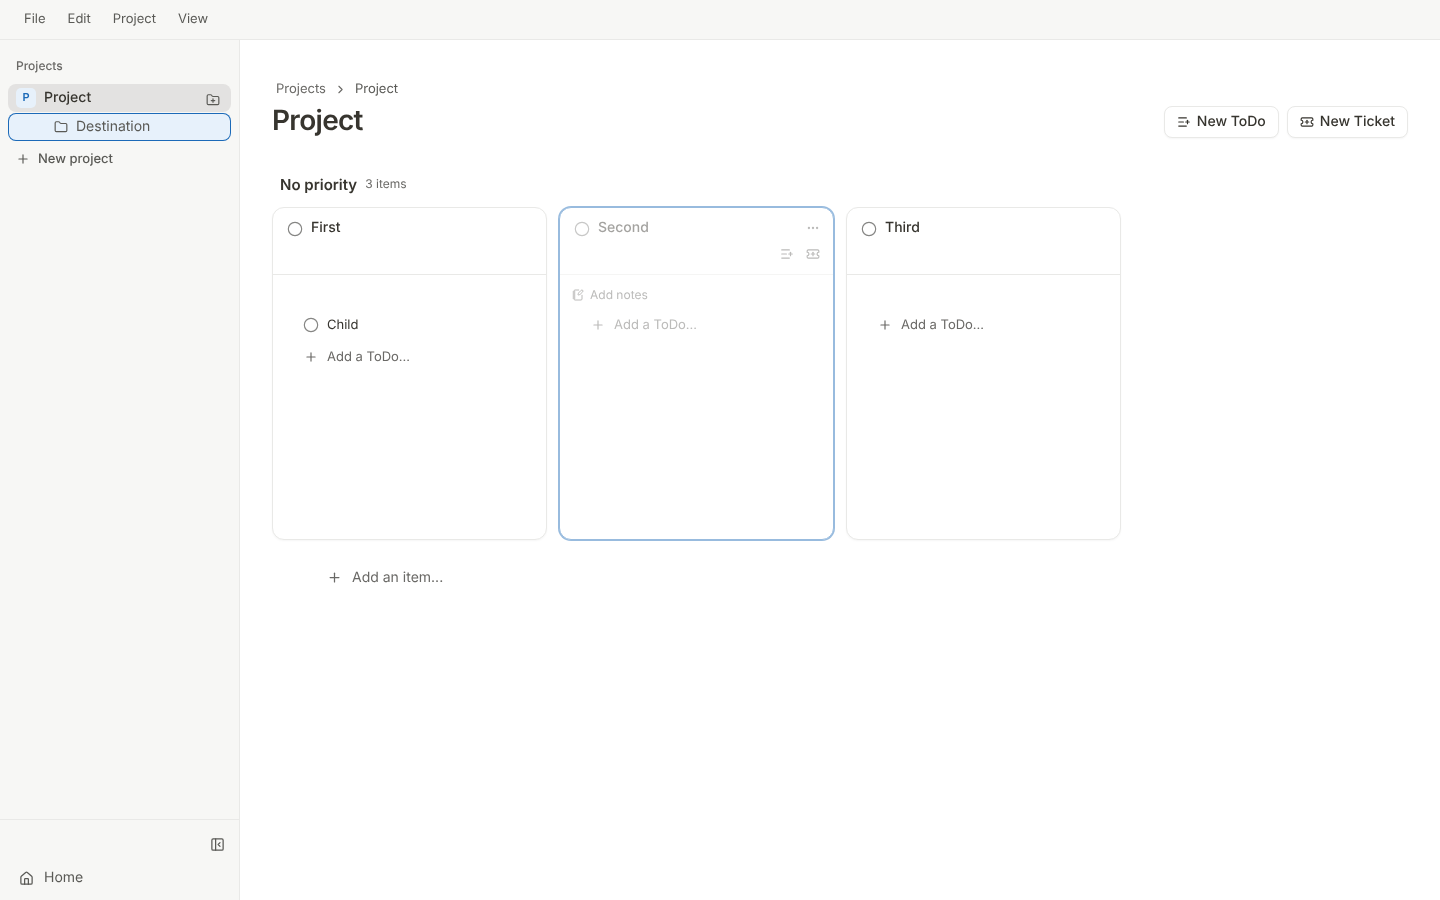 File Edit Project View
Projects
P Project
Destination
New project
Home
Projects > Project
Project
New ToDo
New Ticket
No priority 3 items
First
Child
Add a ToDo...
Second
Add notes
Add a ToDo...
Third
Add a ToDo...
Add an item...